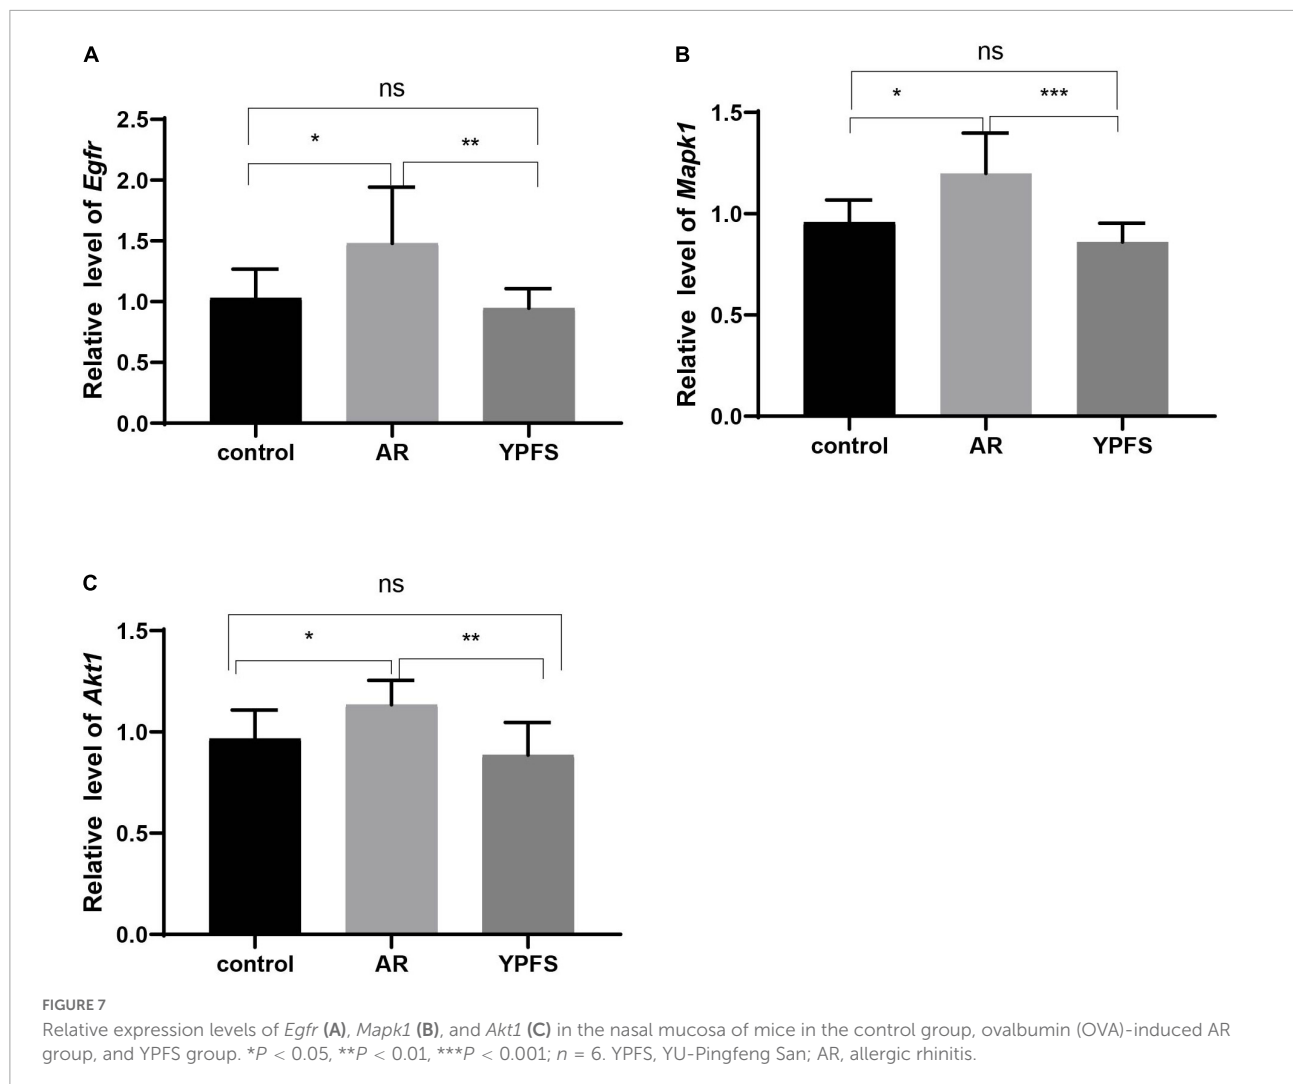 A
ns
*
**
2.5
2.0
1.5
1.0
0.5
0.0
Relative level of Egfr
control
AR
YPFS
B
ns
*
***
1.5
1.0
0.5
0.0
Relative level of Mapk1
control
AR
YPFS
C
ns
*
**
1.5
1.0
0.5
0.0
Relative level of Akt1
control
AR
YPFS
FIGURE 7
Relative expression levels of Egfr (A), Mapk1 (B), and Akt1 (C) in the nasal mucosa of mice in the control group, ovalbumin (OVA)-induced AR
group, and YPFS group. *P < 0.05, **P < 0.01, ***P < 0.001; n = 6. YPFS, YU-Pingfeng San; AR, allergic rhinitis.